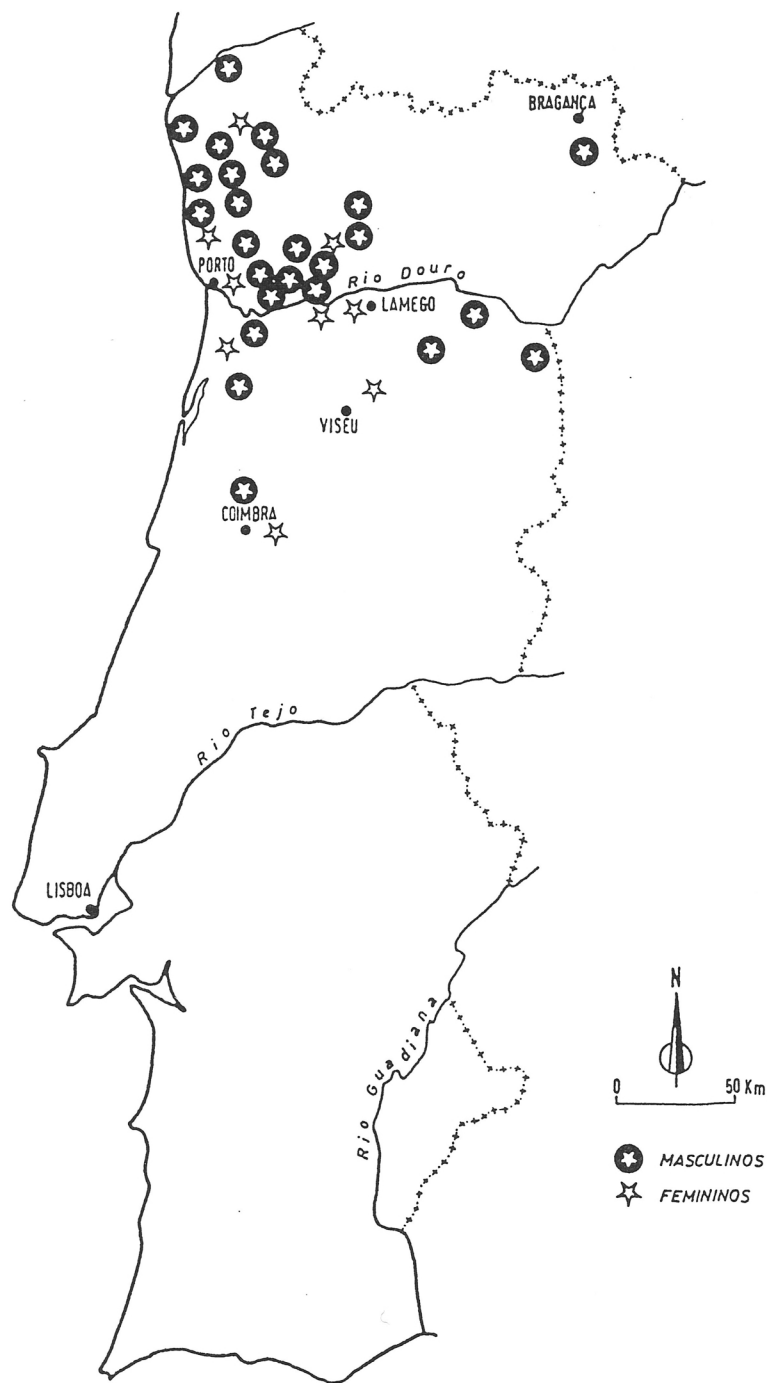 BRAGANÇA
PORTO
Rio Douro
LAMEGO
VISEU
COIMBRA
Rio Tejo
LISBOA
Rio Guadiana
N
0 50 Km
MASCULINOS
FEMININOS